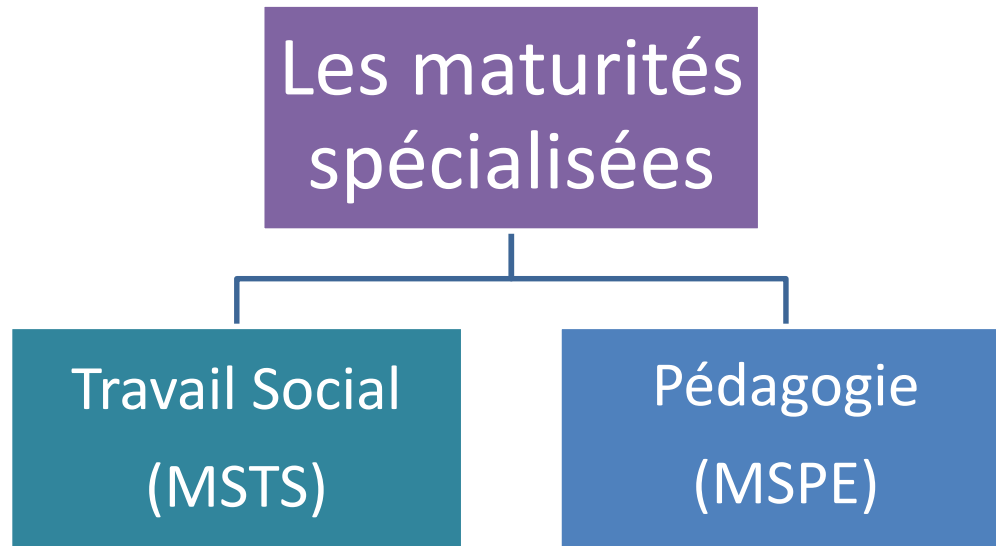 Les maturités
spécialisées
Travail Social
(MSTS)
Pédagogie
(MSPE)